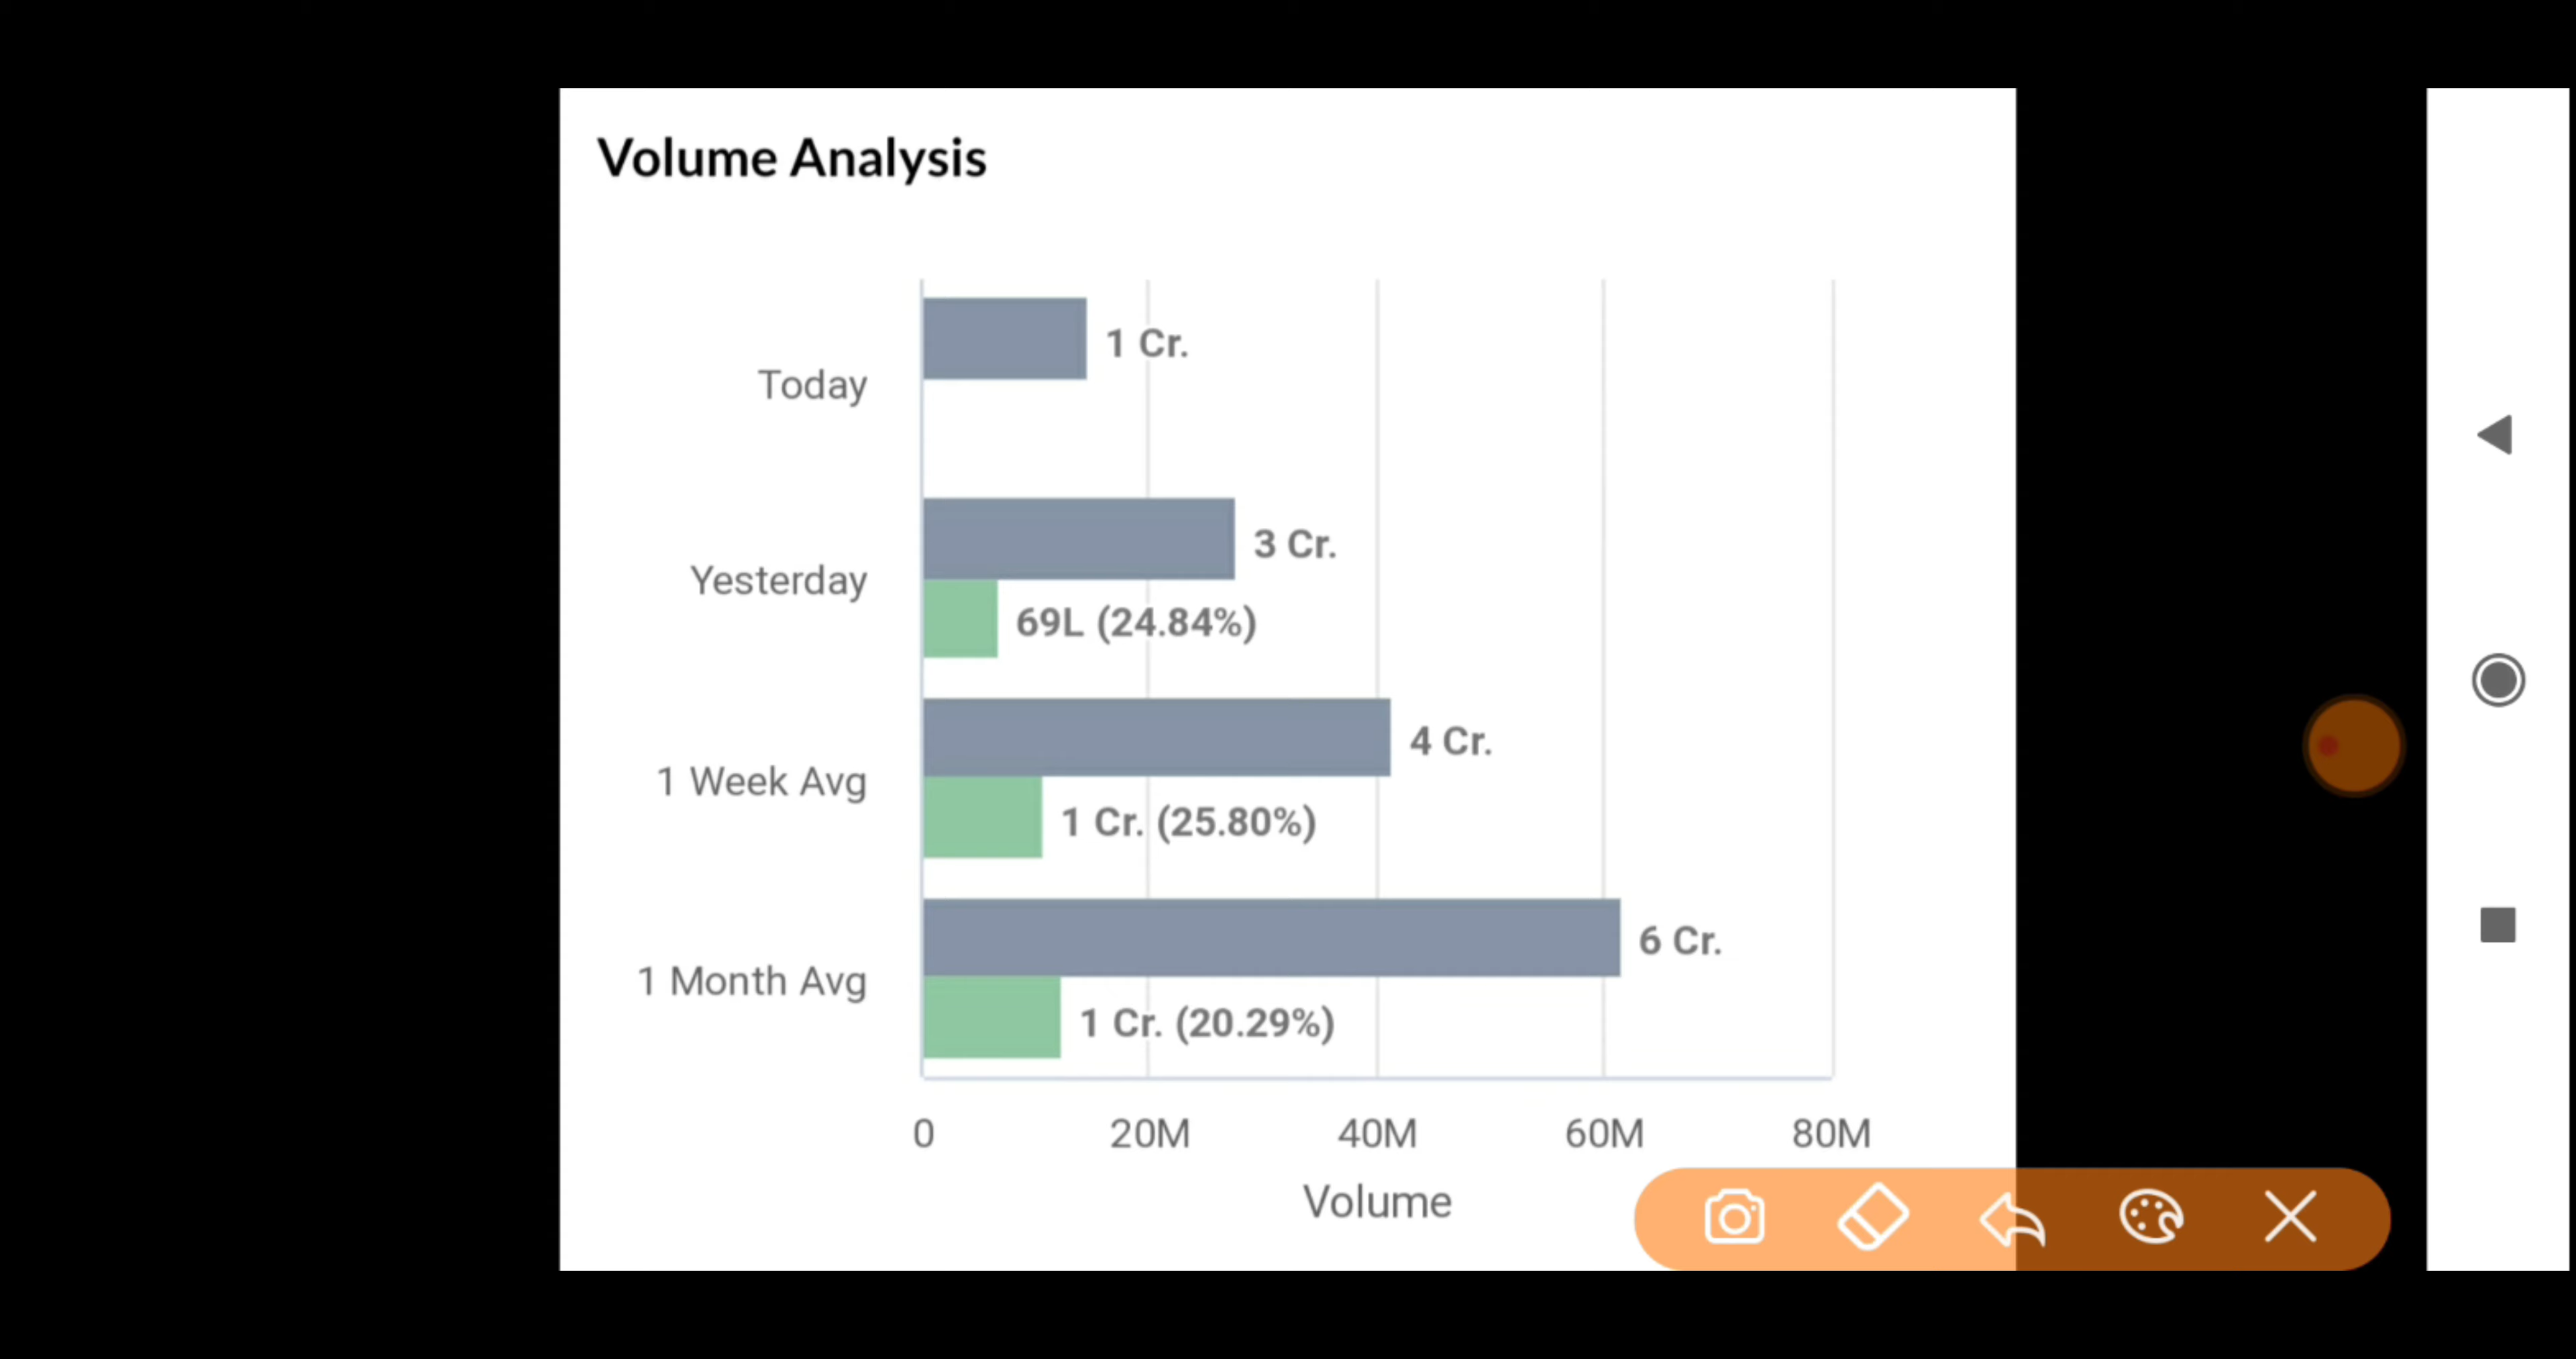 Volume Analysis
Today
1 Cr.
Yesterday
3 Cr.
69L (24.84%)
1 Week Avg
4 Cr.
1 Cr. (25.80%)
1 Month Avg
6 Cr.
1 Cr. (20.29%)
0 20M 40M 60M 80M
Volume